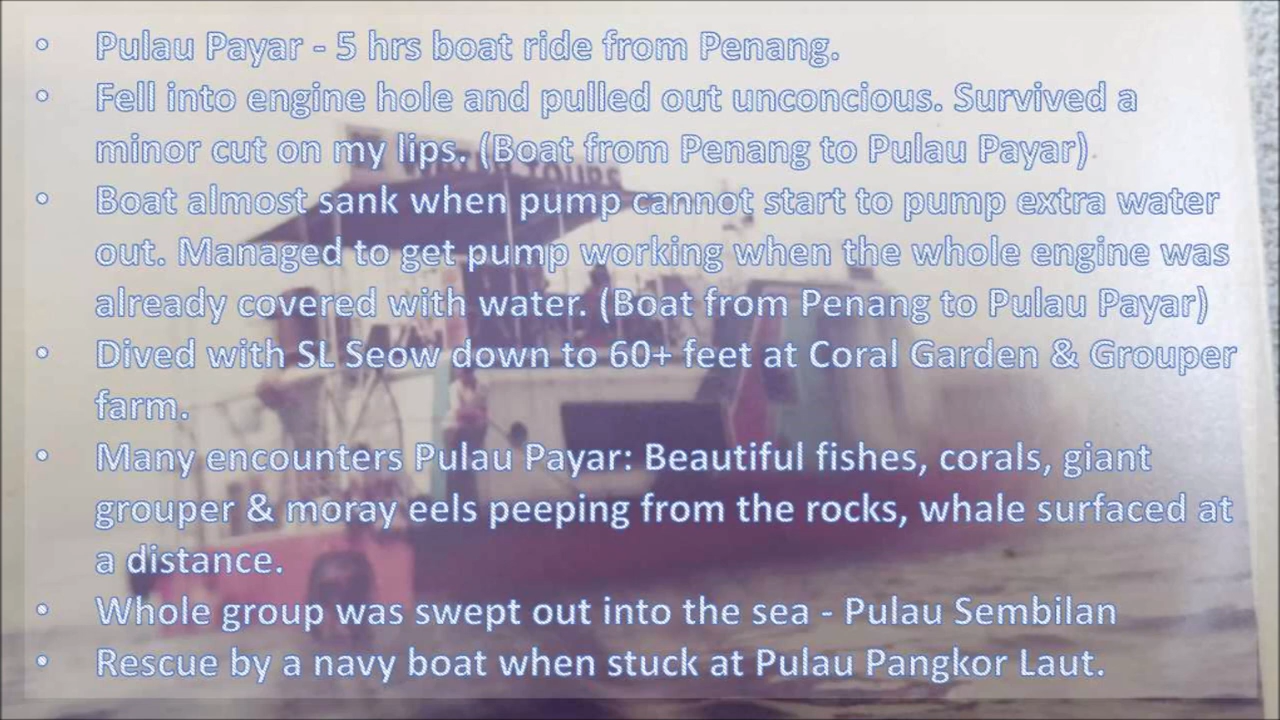 • Pulau Payar - 5 hrs boat ride from Penang.
• Fell into engine hole and pulled out unconcious. Survived a
minor cut on my lips. (Boat from Penang to Pulau Payar)
• Boat almost sank when pump cannot start to pump extra water
out. Managed to get pump working when the whole engine was
already covered with water. (Boat from Penang to Pulau Payar)
• Dived with SL Seow down to 60+ feet at Coral Garden & Grouper
farm.
• Many encounters Pulau Payar: Beautiful fishes, corals, giant
grouper & moray eels peeping from the rocks, whale surfaced at
a distance.
• Whole group was swept out into the sea - Pulau Sembilan
• Rescue by a navy boat when stuck at Pulau Pangkor Laut.
TOURS